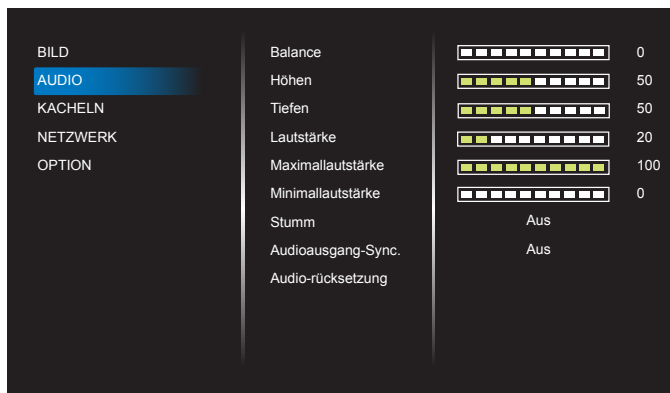 BILD
AUDIO
KACHELN
NETZWERK
OPTION
Balance 0
Höhen 50
Tiefen 50
Lautstärke 20
Maximallautstärke 100
Minimallautstärke 0
Stumm Aus
Audioausgang-Sync. Aus
Audio-rücksetzung